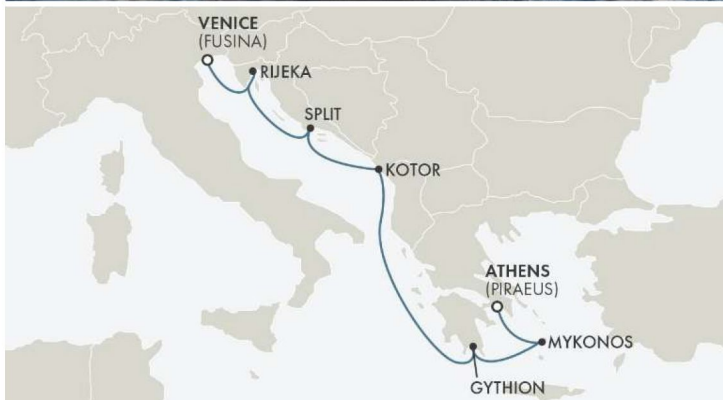 VENICE
(FUSINA)
RIJEKA
SPLIT
KOTOR
ATHENS
(PIRAEUS)
MYKONOS
GYTHION